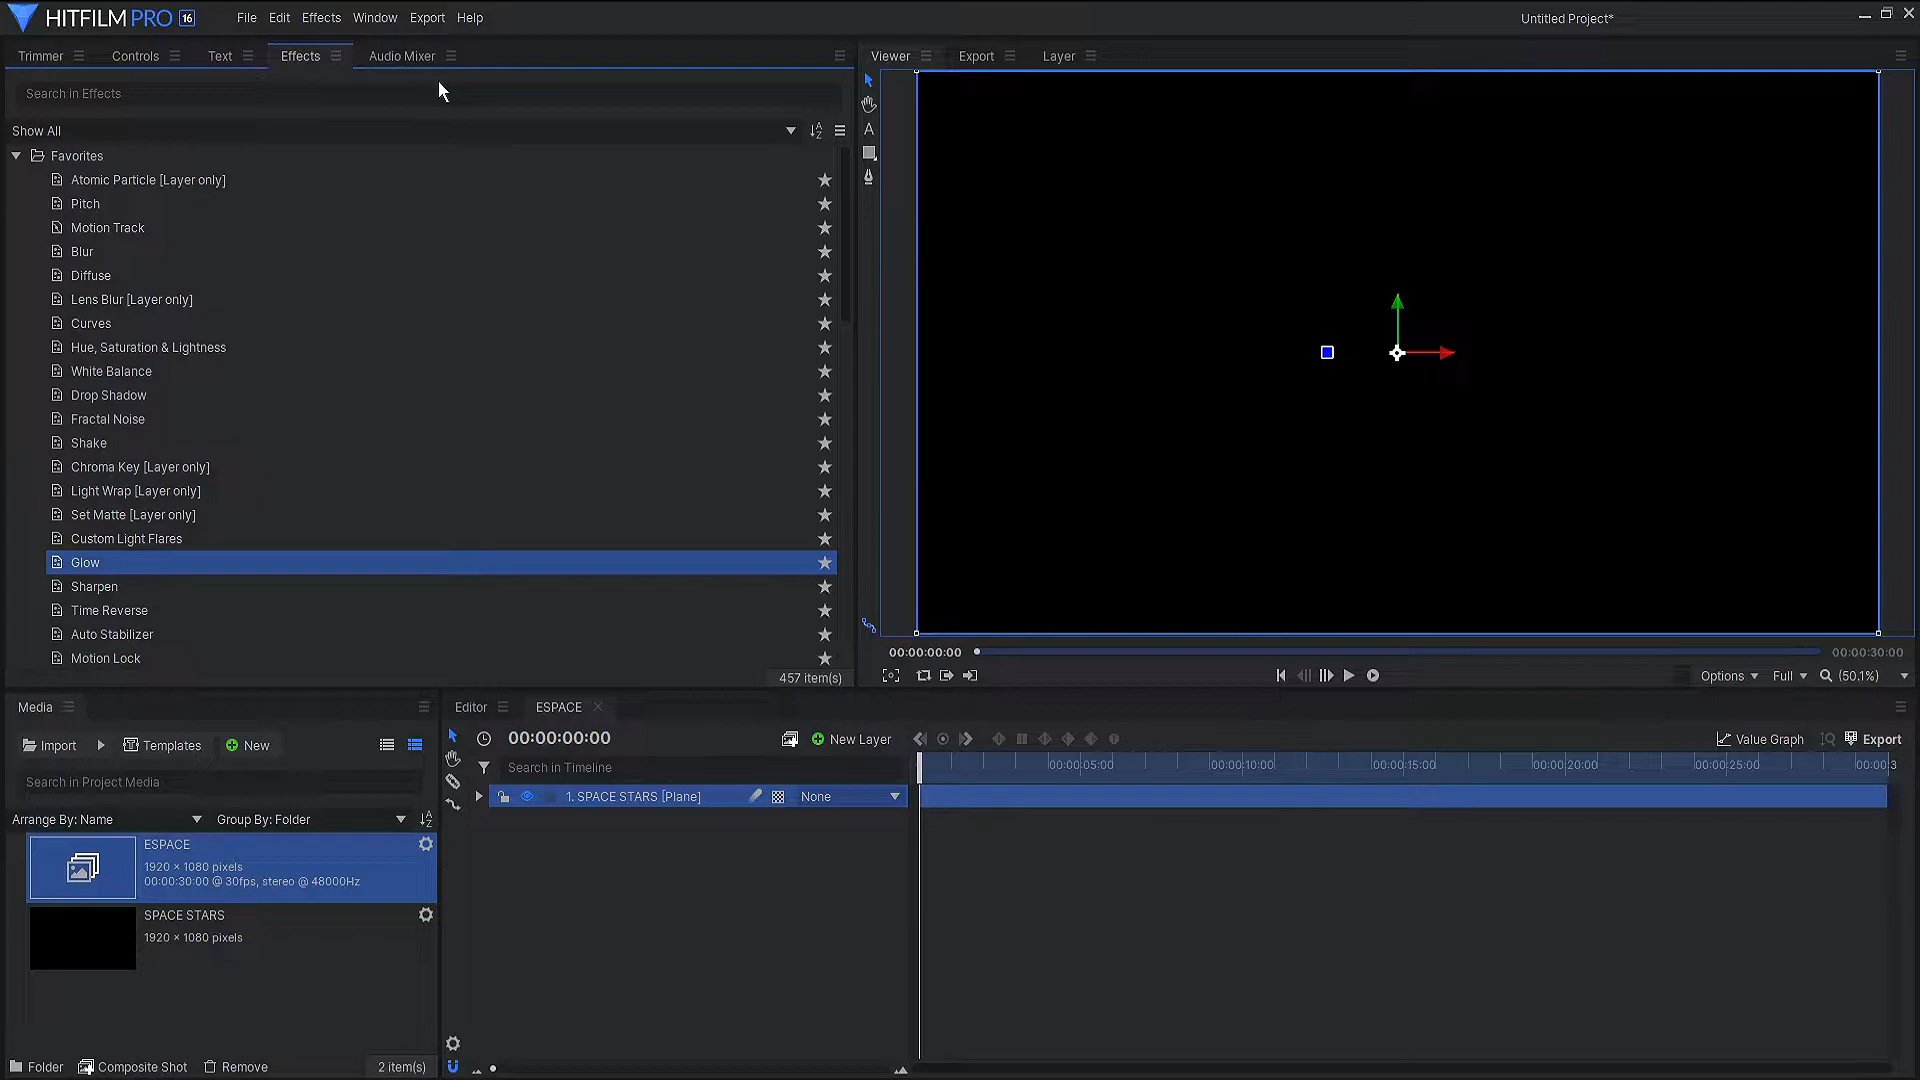 HITFILM PRO 16 File Edit Effects Window Export Help Untitled Project*
Trimmer Controls Text Effects Audio Mixer
Search in Effects
Show All
Favorites
Atomic Particle [Layer only]
Pitch
Motion Track
Blur
Diffuse
Lens Blur [Layer only]
Curves
Hue, Saturation & Lightness
White Balance
Drop Shadow
Fractal Noise
Shake
Chroma Key [Layer only]
Light Wrap [Layer only]
Set Matte [Layer only]
Custom Light Flares
Glow
Sharpen
Time Reverse
Auto Stabilizer
Motion Lock
457 item(s)
Viewer Export Layer
A
00:00:00:00 00:00:30:00
Options Full (50.1%)
Media
Import Templates New
Search in Project Media
Arrange By: Name Group By: Folder
ESPACE
1920 × 1080 pixels
00:00:30:00 @ 30fps, stereo @ 48000Hz
SPACE STARS
1920 × 1080 pixels
Folder Composite Shot Remove 2 item(s)
Editor ESPACE
00:00:00:00 New Layer Value Graph Export
Search in Timeline 00:00:05:00 00:00:10:00 00:00:15:00 00:00:20:00 00:00:25:00 00:00:3
1. SPACE STARS [Plane] None